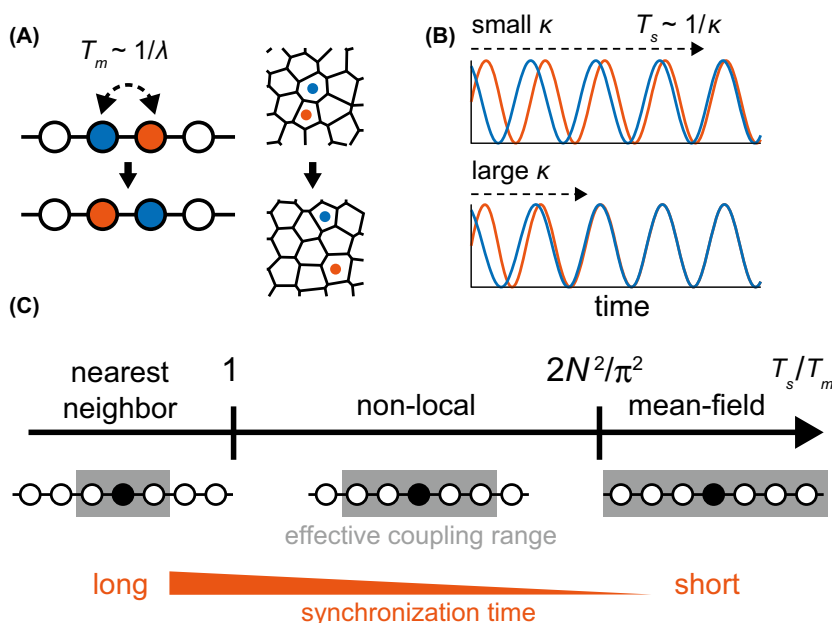 (A)
T_m ~ 1/λ
(B)
small κ
T_s ~ 1/κ
large κ
time
(C)
nearest
neighbor
1
non-local
2N²/π²
mean-field
T_s/T_m
effective coupling range
long
short
synchronization time